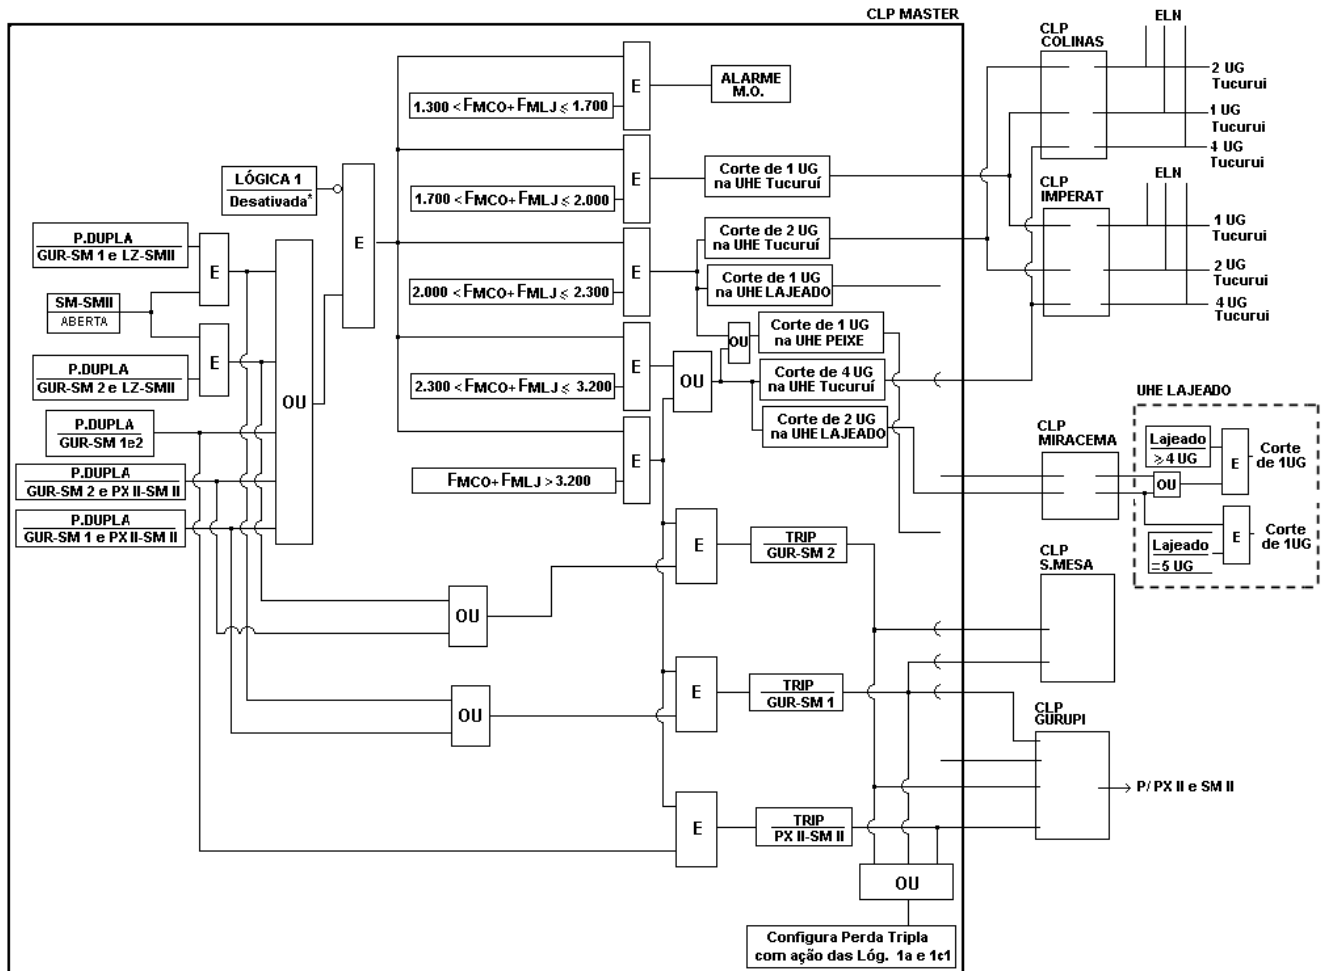 CLP MASTER
CLP
COLINAS
ELN
2 UG
Tucurui
1 UG
Tucurui
4 UG
Tucurui
E
ALARME
M.O.
1.300 < FMCO+ FMLJ ⩽ 1.700
LÓGICA 1
Desativada*
E
1.700 < FMCO+ FMLJ ⩽ 2.000
E
Corte de 1 UG
na UHE Tucuruí
CLP
IMPERAT
ELN
1 UG
Tucurui
2 UG
Tucurui
4 UG
Tucurui
P.DUPLA
GUR-SM 1 e LZ-SMII
E
SM-SMII
ABERTA
E
P.DUPLA
GUR-SM 2 e LZ-SMII
OU
2.000 < FMCO+ FMLJ ⩽ 2.300
E
Corte de 2 UG
na UHE Tucuruí
Corte de 1 UG
na UHE LAJEADO
OU
Corte de 1 UG
na UHE PEIXE
2.300 < FMCO+ FMLJ ⩽ 3.200
E
OU
Corte de 4 UG
na UHE Tucuruí
Corte de 2 UG
na UHE LAJEADO
P.DUPLA
GUR-SM 1e2
P.DUPLA
GUR-SM 2 e PX II-SM II
P.DUPLA
GUR-SM 1 e PX II-SM II
FMCO+ FMLJ > 3.200
E
CLP
MIRACEMA
UHE LAJEADO
Lajeado
⩾4 UG
E
Corte
de 1UG
OU
Lajeado
=5 UG
E
Corte
de 1UG
E
TRIP
GUR-SM 2
CLP
S.MESA
OU
E
TRIP
GUR-SM 1
OU
CLP
GURUPI
P/ PX II e SM II
E
TRIP
PX II-SM II
OU
Configura Perda Tripla
com ação das Lóg. 1a e 1c1